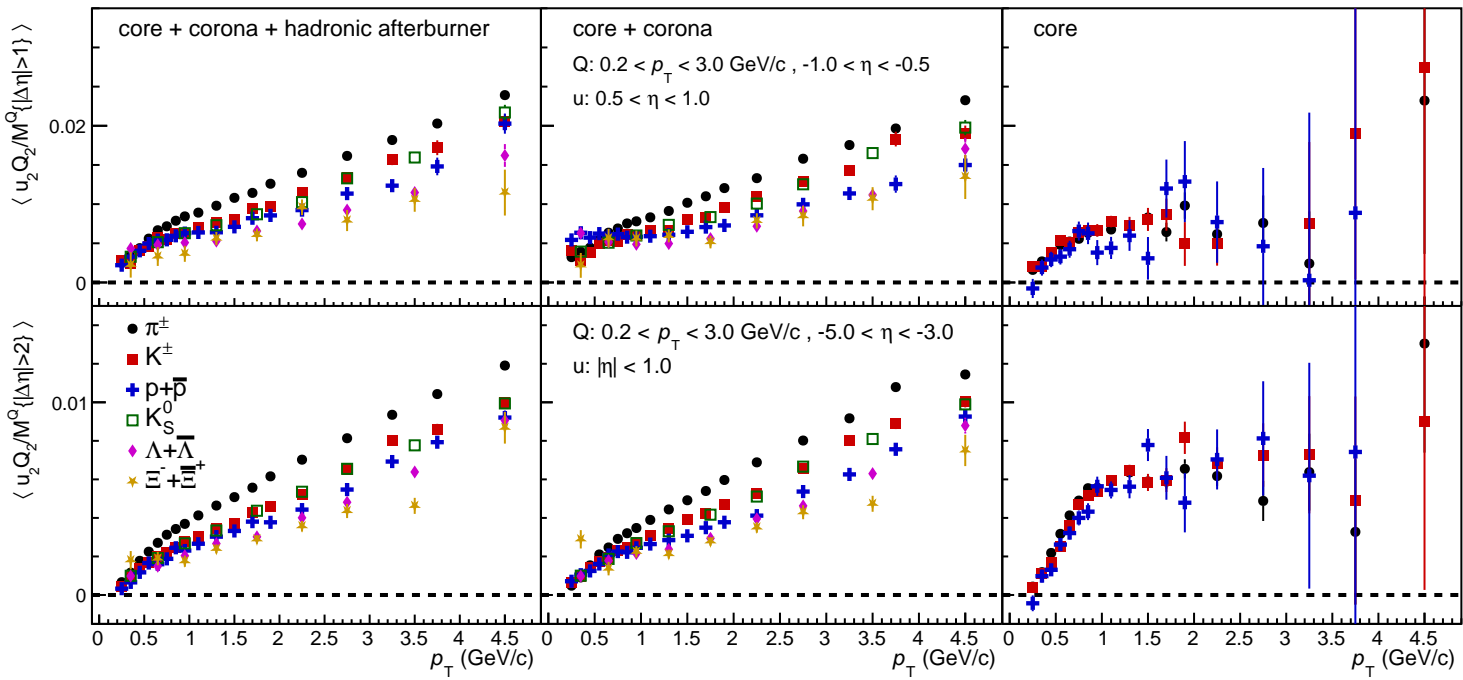 core + corona + hadronic afterburner
core + corona
core
Q: 0.2 < p_T < 3.0 GeV/c , -1.0 < η < -0.5
u: 0.5 < η < 1.0
⟨ u_2 Q_2/M^Q{|Δη|>1} ⟩
0.02
0
Q: 0.2 < p_T < 3.0 GeV/c , -5.0 < η < -3.0
u: |η| < 1.0
π^±
K^±
p+p̅
K^0_S
Λ+Λ̅
Ξ^-+Ξ̅^+
⟨ u_2 Q_2/M^Q{|Δη|>2} ⟩
0.01
0
0 0.5 1 1.5 2 2.5 3 3.5 4 4.5
0 0.5 1 1.5 2 2.5 3 3.5 4 4.5
0 0.5 1 1.5 2 2.5 3 3.5 4 4.5
p_T (GeV/c)
p_T (GeV/c)
p_T (GeV/c)